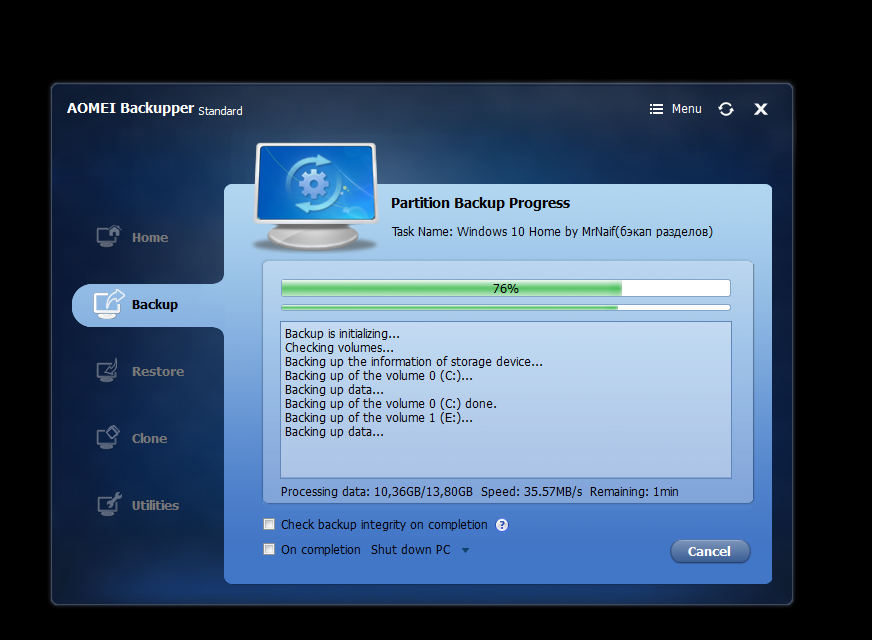 AOMEI Backupper Standard
Menu
Partition Backup Progress
Task Name: Windows 10 Home by MrNaif(бэкап разделов)
Home
Backup
Restore
Clone
Utilities
76%
Backup is initializing...
Checking volumes...
Backing up the information of storage device...
Backing up of the volume 0 (C:)...
Backing up data...
Backing up of the volume 0 (C:) done.
Backing up of the volume 1 (E:)...
Backing up data...
Processing data: 10,36GB/13,80GB Speed: 35.57MB/s Remaining: 1min
Check backup integrity on completion ?
On completion Shut down PC
Cancel